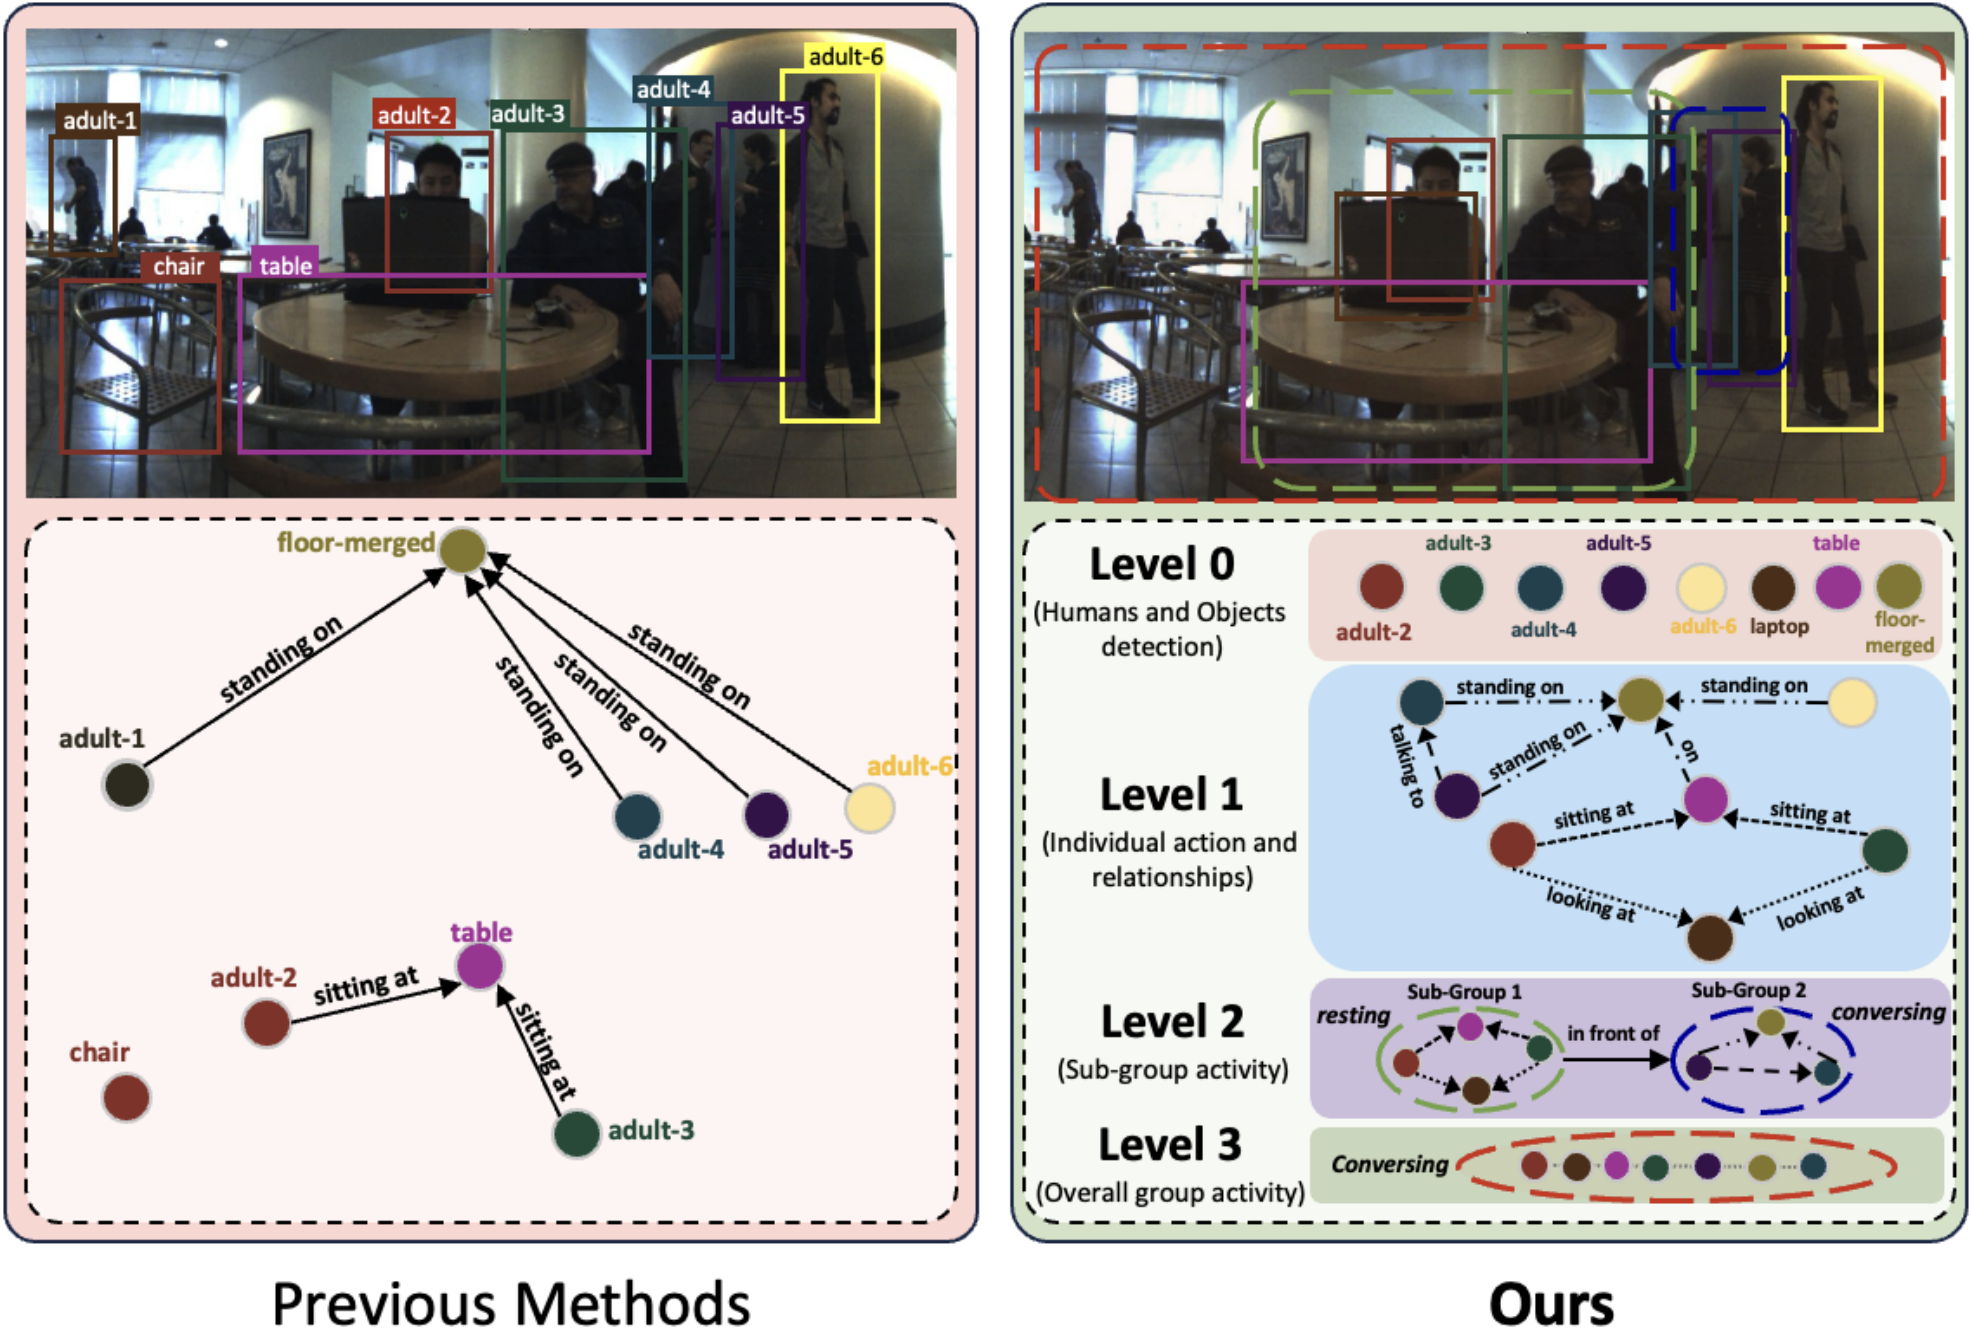 adult-6
adult-4
adult-1
adult-2
adult-3
adult-5
chair
table
floor-merged
standing on
standing on
standing on
standing on
adult-1
adult-6
adult-4
adult-5
table
adult-2
sitting at
sitting at
chair
adult-3
Previous Methods
Level 0
(Humans and Objects
detection)
adult-3
adult-5
table
adult-2
adult-4
adult-6
laptop
floor-
merged
Level 1
(Individual action and
relationships)
standing on
standing on
talking to
standing on
on
sitting at
sitting at
looking at
looking at
Level 2
(Sub-group activity)
Sub-Group 1
Sub-Group 2
resting
in front of
conversing
Level 3
(Overall group activity)
Conversing
Ours